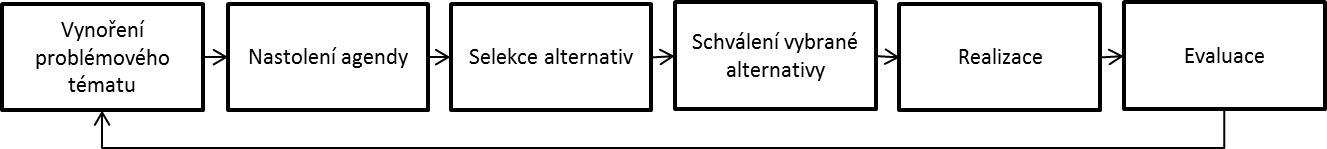 Vynoření
problémového
tématu
Nastolení agendy
Selekce alternativ
Schválení vybrané
alternativy
Realizace
Evaluace